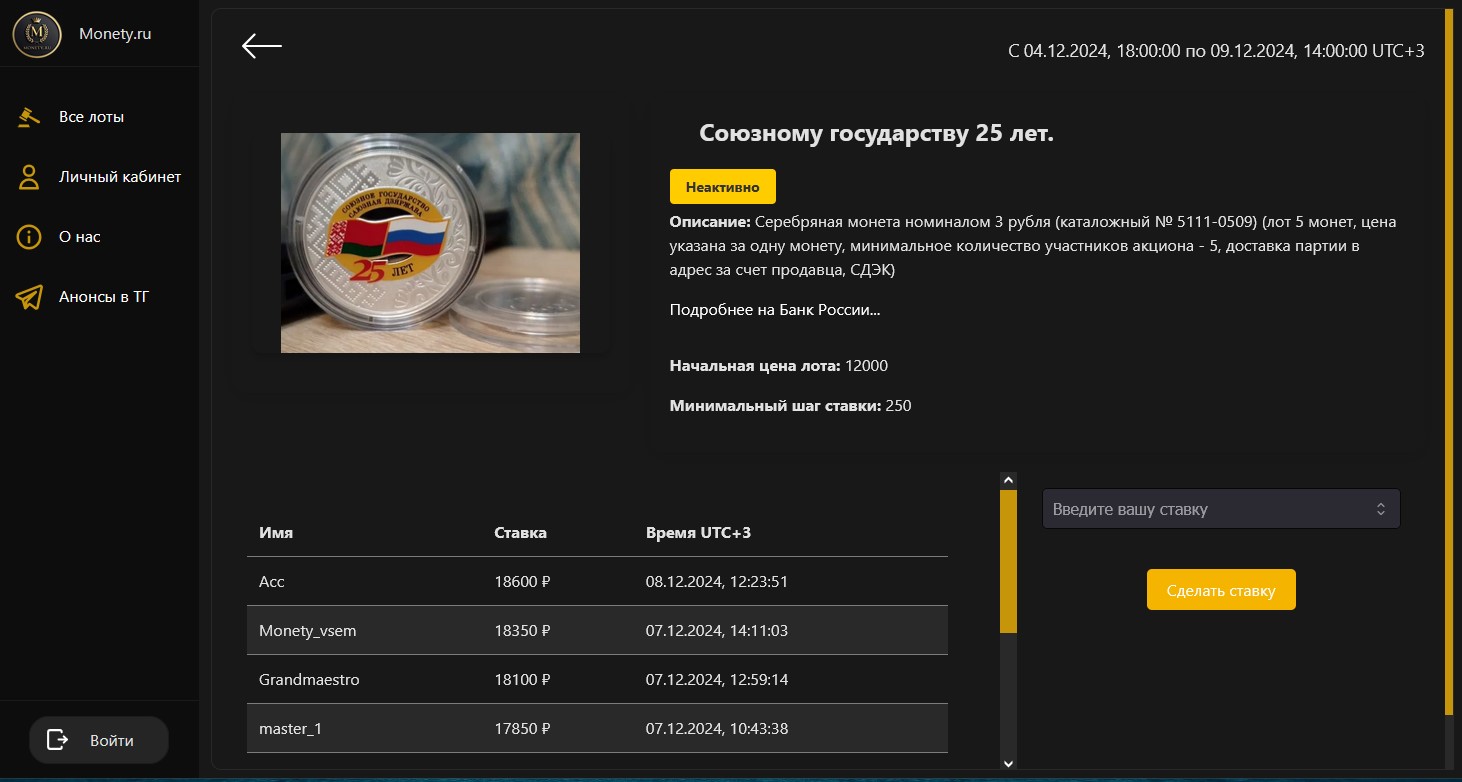 Monety.ru
С 04.12.2024, 18:00:00 по 09.12.2024, 14:00:00 UTC+3
Все лоты
Личный кабинет
О нас
Анонсы в ТГ
СОЮЗНОЕ ГОСУДАРСТВО
САЮЗНАЯ ДЗЯРЖАВА
25 ЛЕТ
Союзному государству 25 лет.
Неактивно
Описание: Серебряная монета номиналом 3 рубля (каталожный № 5111-0509) (лот 5 монет, цена
указана за одну монету, минимальное количество участников акциона - 5, доставка партии в
адрес за счет продавца, СДЭК)
Подробнее на Банк России...
Начальная цена лота: 12000
Минимальный шаг ставки: 250
Имя Ставка Время UTC+3
Acc 18600 ₽ 08.12.2024, 12:23:51
Monety_vsem 18350 ₽ 07.12.2024, 14:11:03
Grandmaestro 18100 ₽ 07.12.2024, 12:59:14
master_1 17850 ₽ 07.12.2024, 10:43:38
Введите вашу ставку
Сделать ставку
Войти